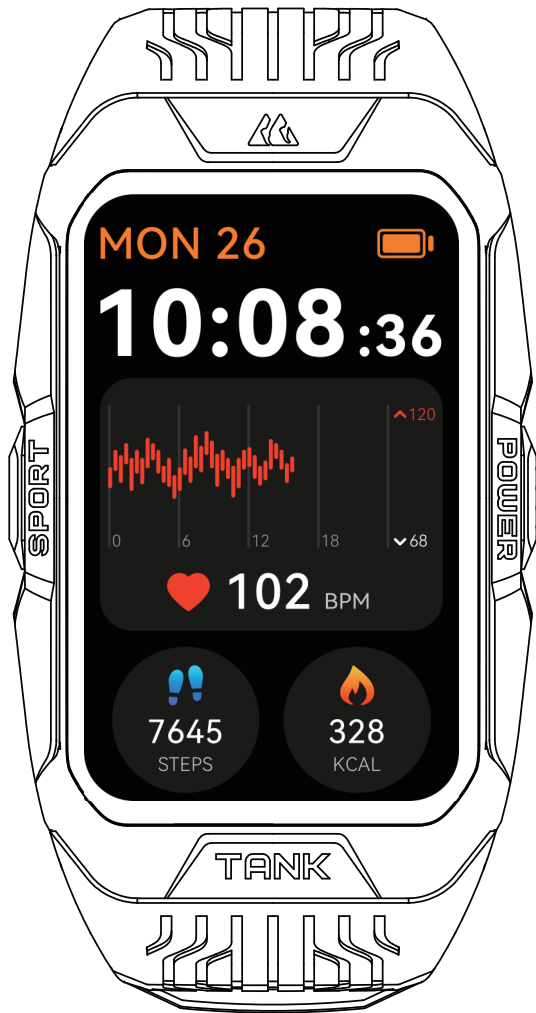 MON 26
10:08:36
120
0 6 12 18 68
102 BPM
SPORT
POWER
7645
STEPS
328
KCAL
TANK